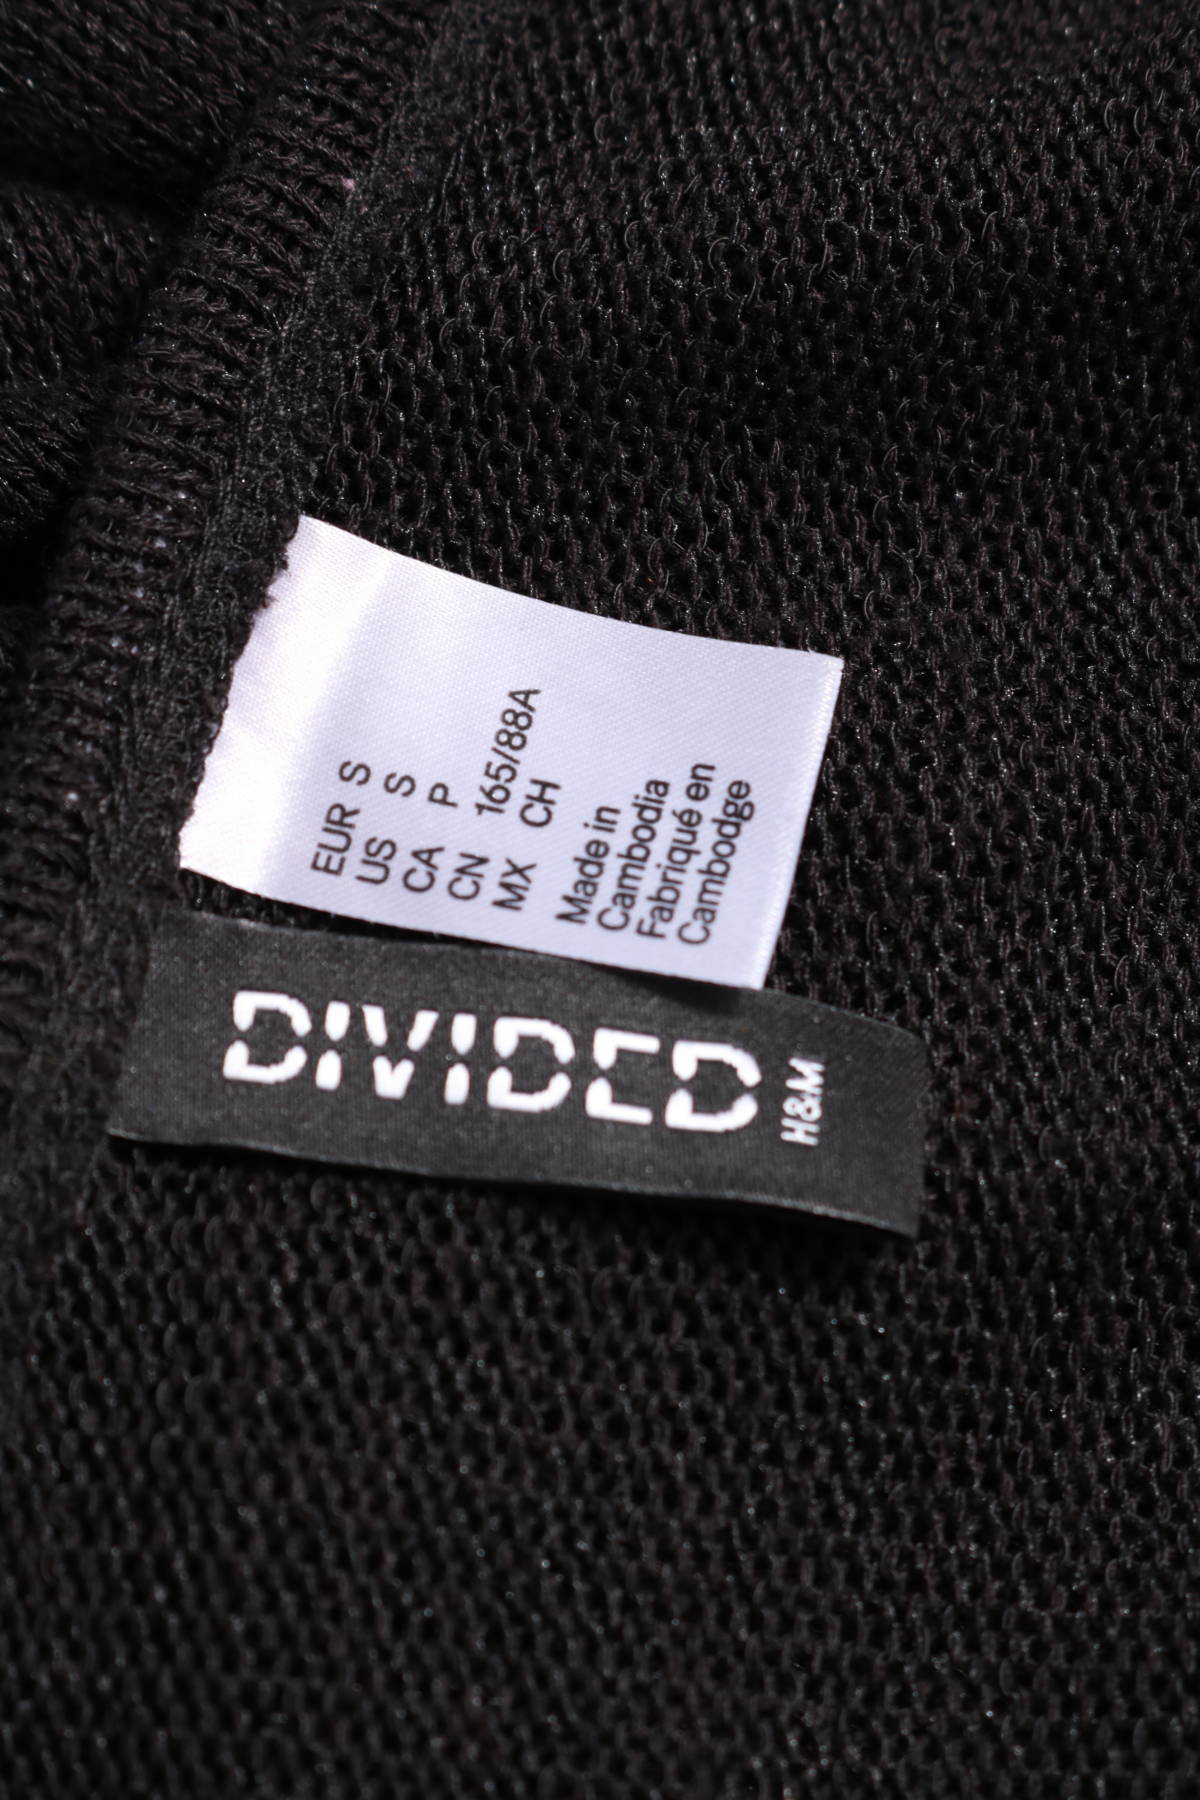 EUR S
US S
CA P
CN 165/88A
MX CH
Made in
Cambodia
Fabriqué en
Cambodge
DIVIDED
H&M